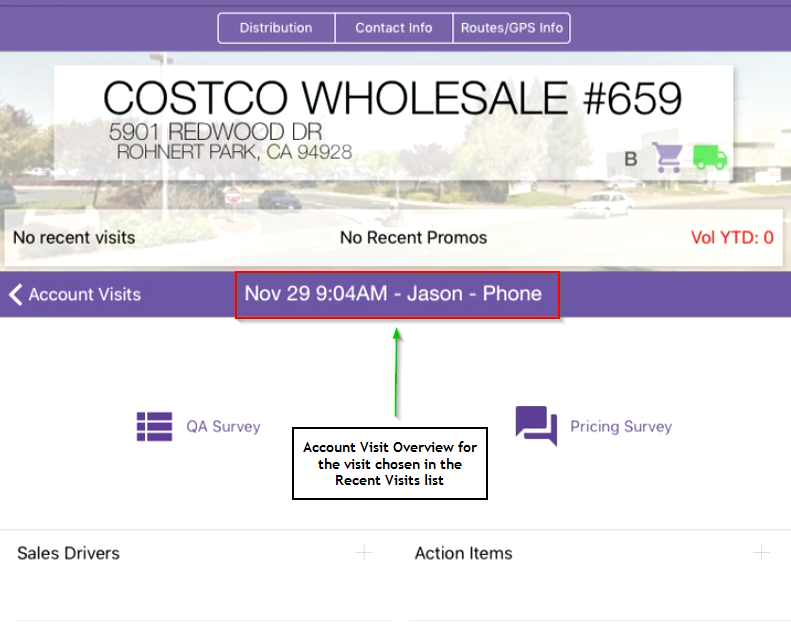 Distribution
Contact Info
Routes/GPS Info
COSTCO WHOLESALE #659
5901 REDWOOD DR
ROHNERT PARK, CA 94928
B
No recent visits
No Recent Promos
Vol YTD: 0
Account Visits
Nov 29 9:04AM - Jason - Phone
QA Survey
Pricing Survey
Account Visit Overview for
the visit chosen in the
Recent Visits list
Sales Drivers
Action Items